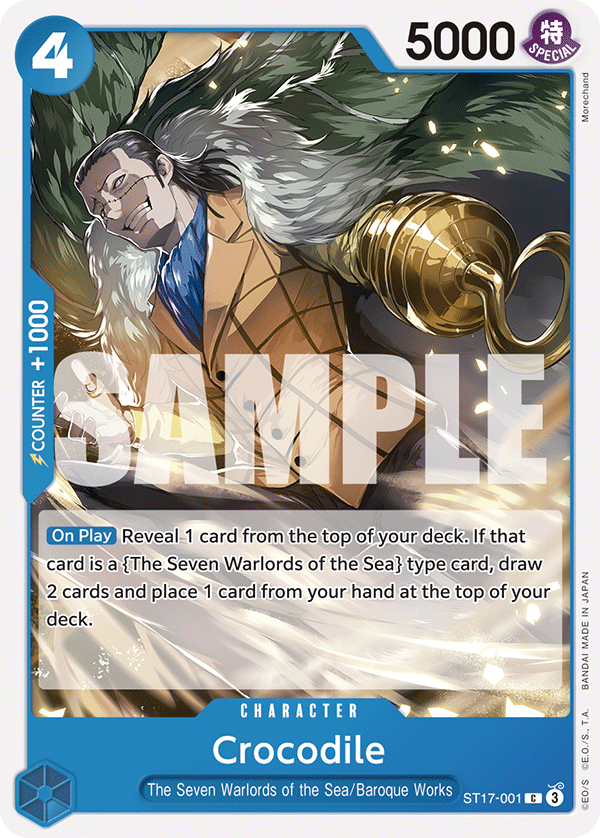 4
5000
特
SPECIAL
Morechand
COUNTER +1000
SAMPLE
On Play Reveal 1 card from the top of your deck. If that
card is a {The Seven Warlords of the Sea} type card, draw
2 cards and place 1 card from your hand at the top of your
deck.
CHARACTER
Crocodile
The Seven Warlords of the Sea/Baroque Works
ST17-001 C 3
©EO/S ©E.O./S., T.A. BANDAI MADE IN JAPAN